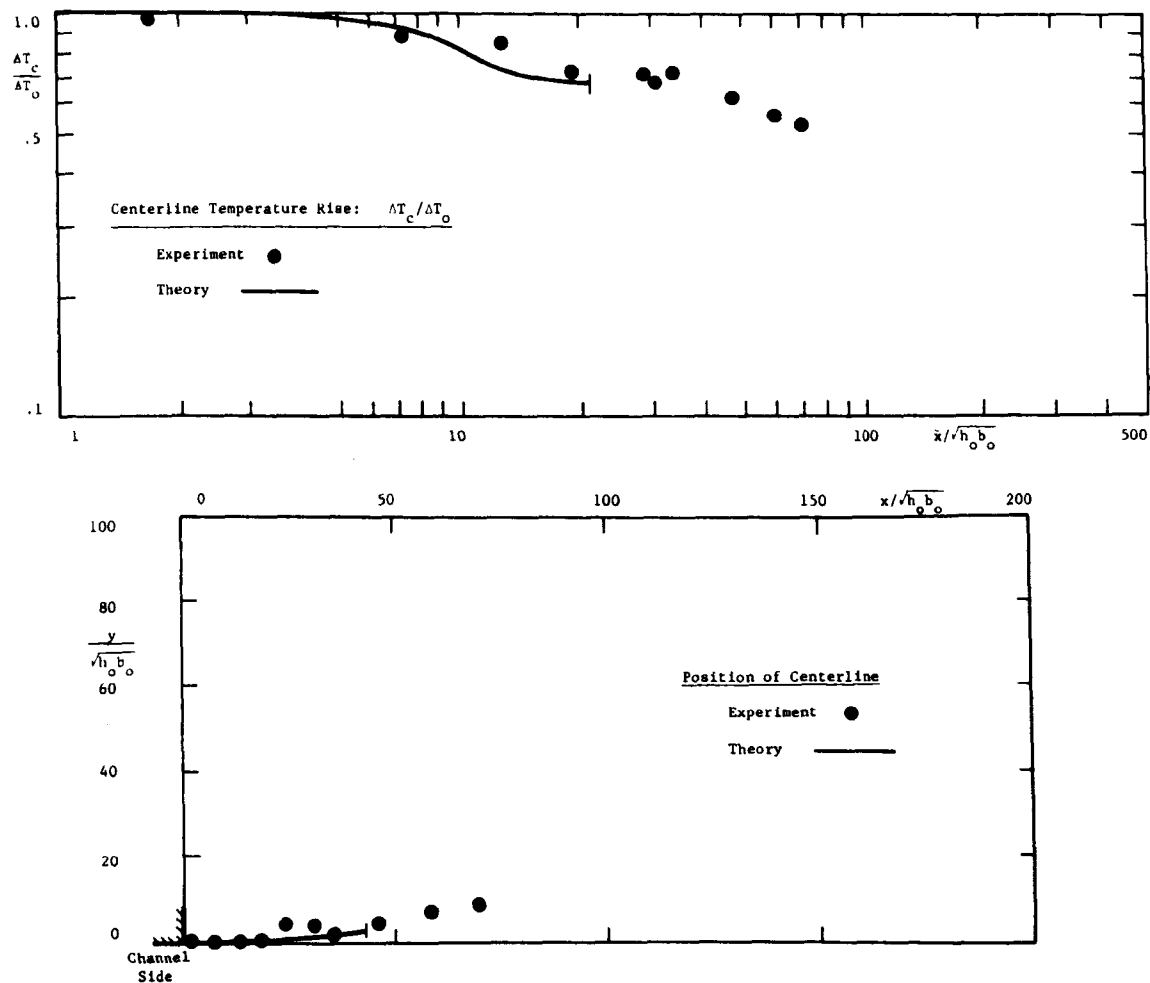 1.0
ΔT_c
ΔT_o
.5
Centerline Temperature Rise: ΔT_c/ΔT_o
Experiment
Theory
.1
1 10 100 x/√h_o b_o 500
0 50 100 150 x/√h_o b_o 200
100
80
y
√h_o b_o
60
Position of Centerline
Experiment
Theory
40
20
0
Channel
Side